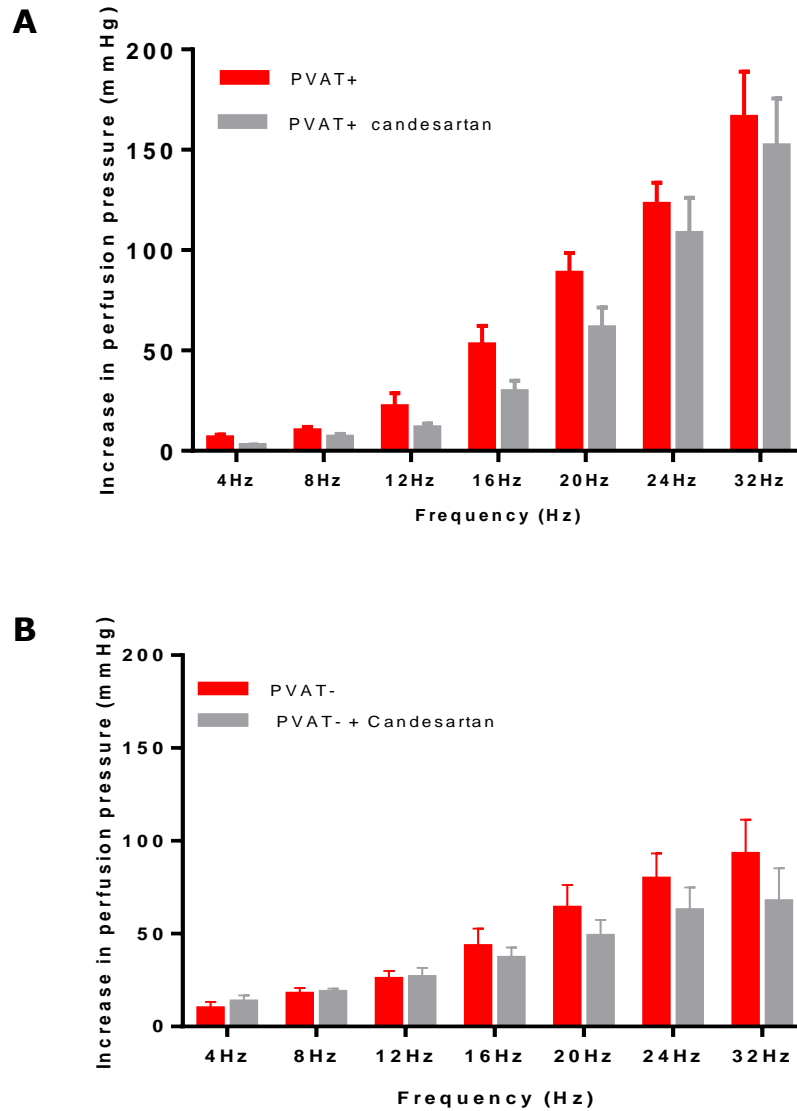 A
Increase in perfusion pressure (mmHg)
200
150
100
50
0
PVAT+
PVAT+ candesartan
4Hz 8Hz 12Hz 16Hz 20Hz 24Hz 32Hz
Frequency (Hz)
B
Increase in perfusion pressure (mmHg)
200
150
100
50
0
PVAT-
PVAT- + Candesartan
4Hz 8Hz 12Hz 16Hz 20Hz 24Hz 32Hz
Frequency (Hz)